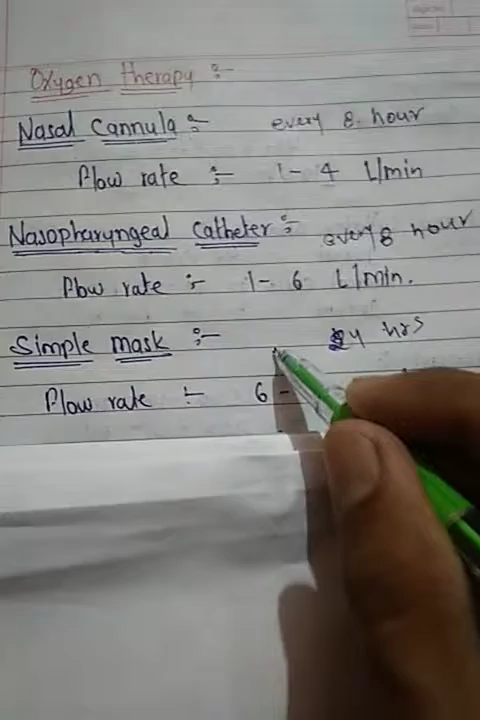 Oxygen therapy :-
Nasal Cannula :- every 8 hour
Flow rate :- 1-4 L/min
Nasopharyngeal Catheter :- every 8 hour
Flow rate :- 1-6 L/min.
Simple mask :- hrs
Flow rate :- 6-